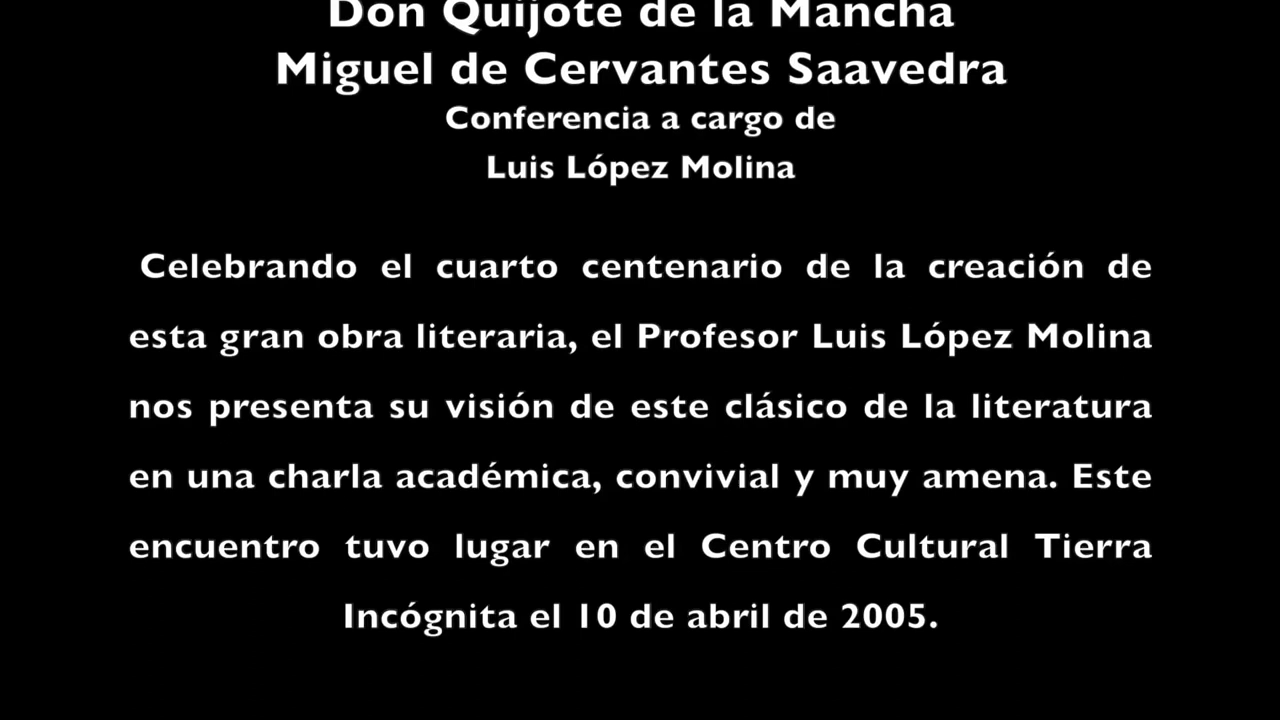 Don Quijote de la Mancha
Miguel de Cervantes Saavedra
Conferencia a cargo de
Luis López Molina
Celebrando el cuarto centenario de la creación de
esta gran obra literaria, el Profesor Luis López Molina
nos presenta su visión de este clásico de la literatura
en una charla académica, convivial y muy amena. Este
encuentro tuvo lugar en el Centro Cultural Tierra
Incógnita el 10 de abril de 2005.